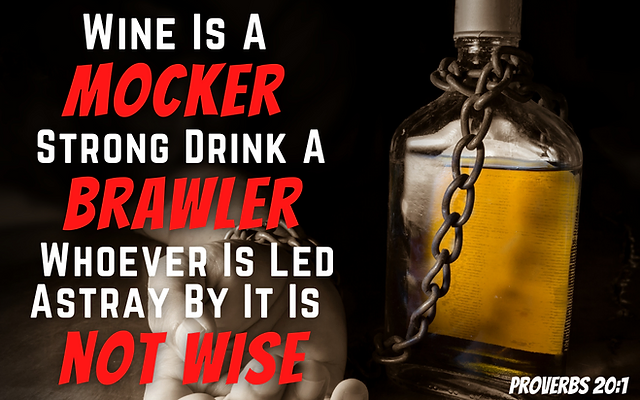 Wine Is A
MOCKER
Strong Drink A
BRAWLER
Whoever Is Led
Astray By It Is
NOT WISE
PROVERBS 20:1